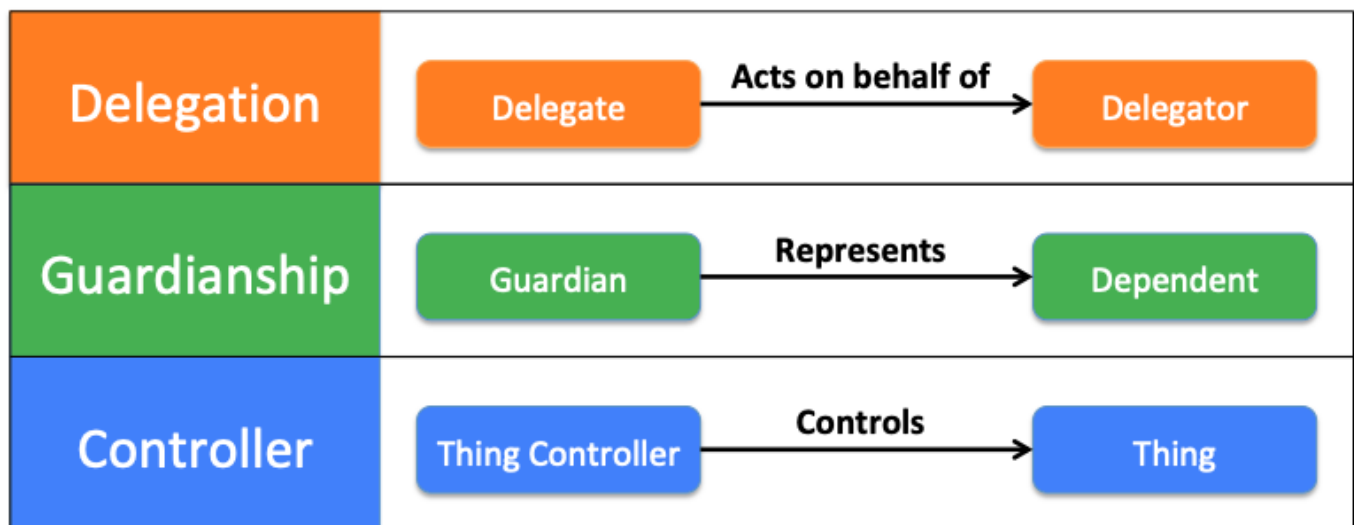 Delegation
Delegate
Acts on behalf of
Delegator
Guardianship
Guardian
Represents
Dependent
Controller
Thing Controller
Controls
Thing